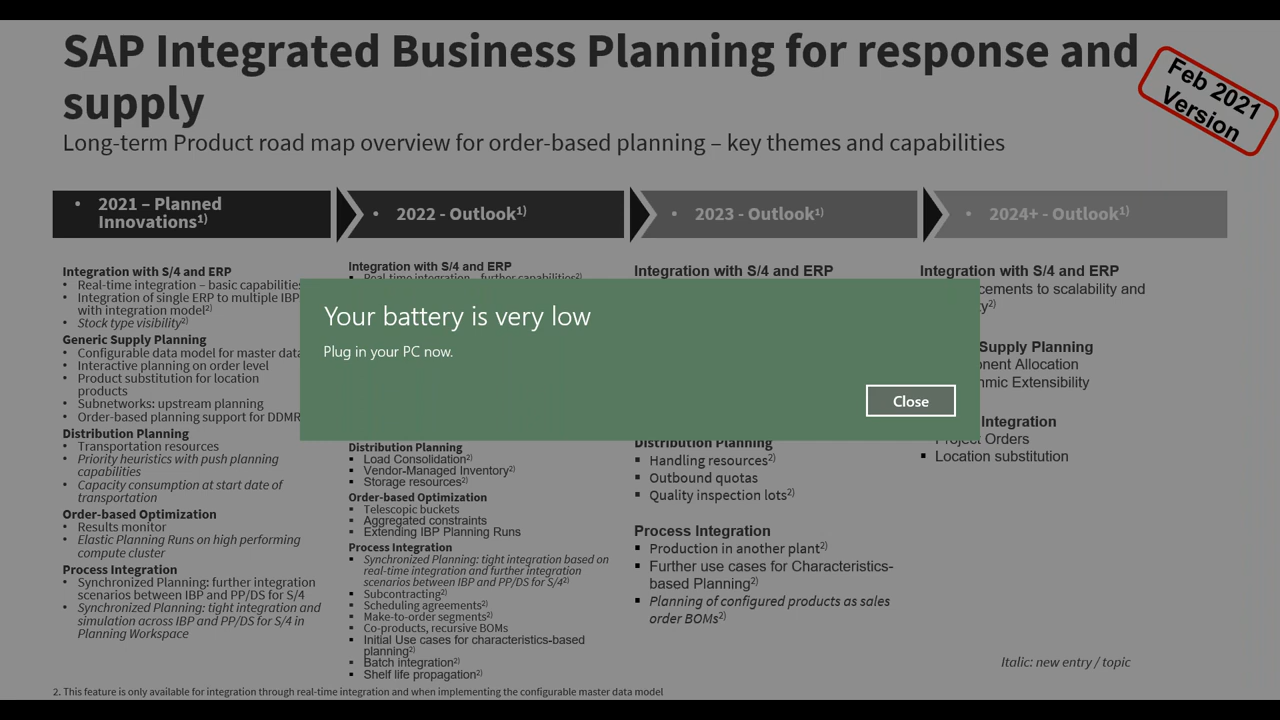 SAP Integrated Business Planning for response and
supply
Feb 2021
Version
Long-term Product road map overview for order-based planning – key themes and capabilities
• 2021 – Planned
Innovations1)
• 2022 - Outlook1)
• 2023 - Outlook1)
• 2024+ - Outlook1)
Integration with S/4 and ERP
• Real-time integration – basic capabilities
• Integration of single ERP to multiple IBP
with integration model2)
• Stock type visibility2)
Generic Supply Planning
• Configurable data model for master data
• Interactive planning on order level
• Product substitution for location
products
• Subnetworks: upstream planning
• Order-based planning support for DDMR
Distribution Planning
• Transportation resources
• Priority heuristics with push planning
capabilities
• Capacity consumption at start date of
transportation
Order-based Optimization
• Results monitor
• Elastic Planning Runs on high performing
compute cluster
Process Integration
• Synchronized Planning: further integration
scenarios between IBP and PP/DS for S/4
• Synchronized Planning: tight integration and
simulation across IBP and PP/DS for S/4 in
Planning Workspace
Integration with S/4 and ERP
▪ Real time integration – further capabilities2)
Distribution Planning
▪ Load Consolidation2)
▪ Vendor-Managed Inventory2)
▪ Storage resources2)
Order-based Optimization
▪ Telescopic buckets
▪ Aggregated constraints
▪ Extending IBP Planning Runs
Process Integration
▪ Synchronized Planning: tight integration based on
real-time integration and further integration
scenarios between IBP and PP/DS for S/42)
▪ Subcontracting2)
▪ Scheduling agreements2)
▪ Make-to-order segments2)
▪ Co-products, recursive BOMs
▪ Initial Use cases for characteristics-based
planning2)
▪ Batch integration2)
▪ Shelf life propagation2)
Integration with S/4 and ERP
Distribution Planning
▪ Handling resources2)
▪ Outbound quotas
▪ Quality inspection lots2)
Process Integration
▪ Production in another plant2)
▪ Further use cases for Characteristics-
based Planning2)
▪ Planning of configured products as sales
order BOMs2)
Integration with S/4 and ERP
cements to scalability and
y2)
Supply Planning
onent Allocation
mic Extensibility
Integration
Project Orders
▪ Location substitution
Your battery is very low
Plug in your PC now.
Close
Italic: new entry / topic
2. This feature is only available for integration through real-time integration and when implementing the configurable master data model